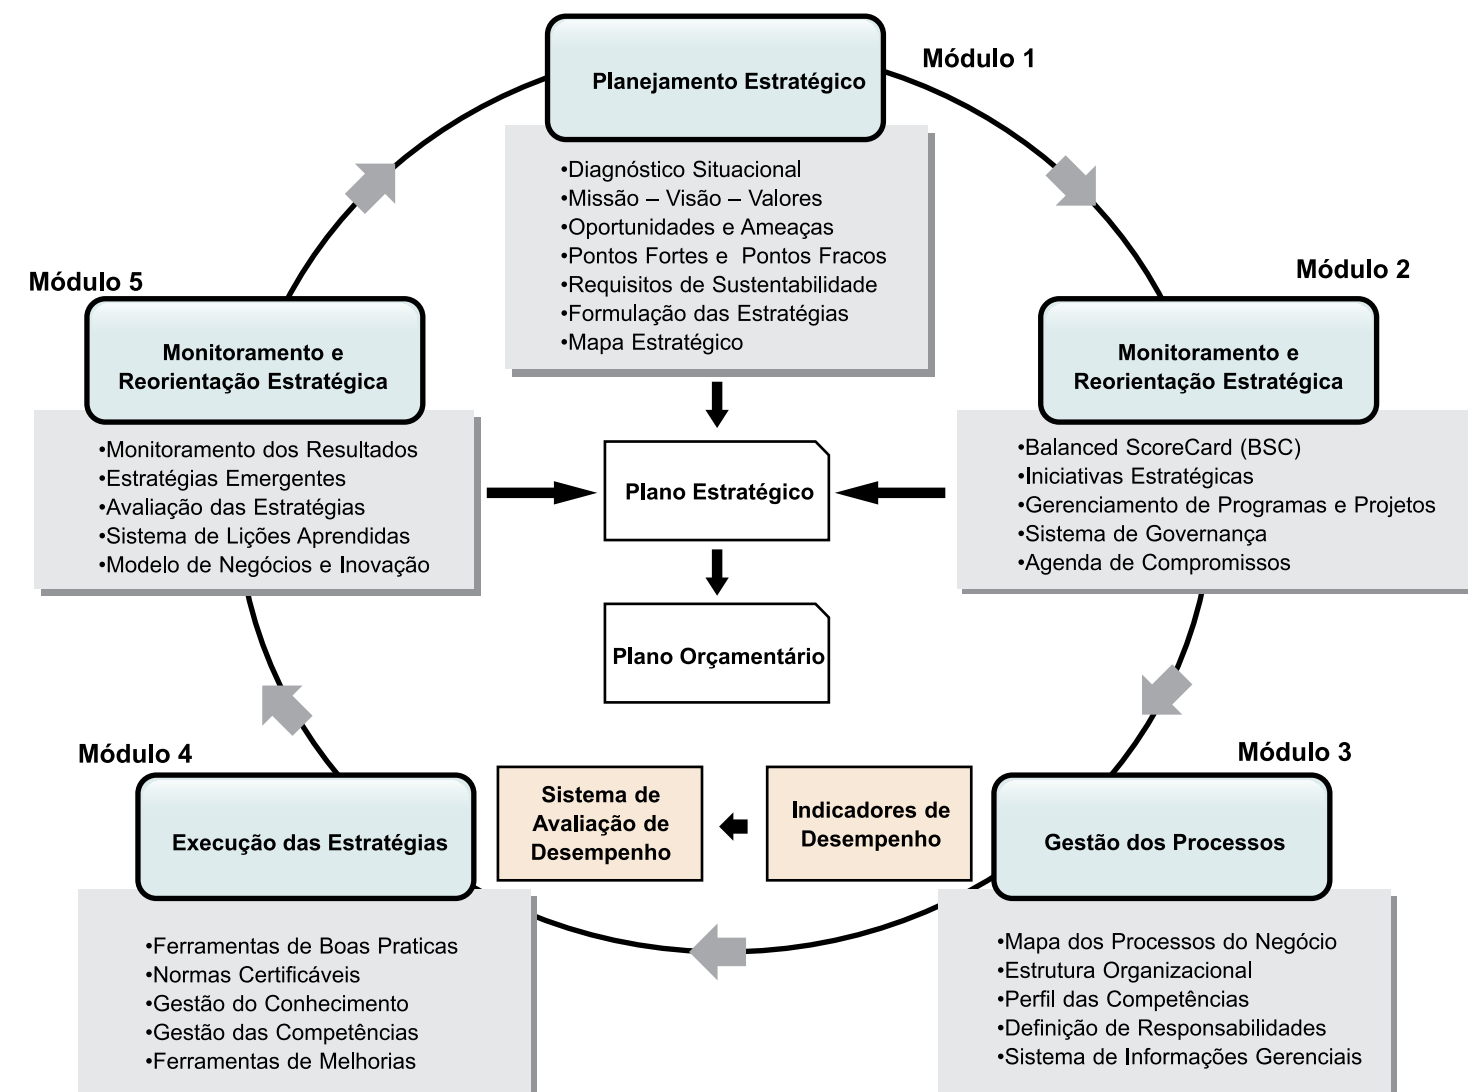 Módulo 1
Planejamento Estratégico
•Diagnóstico Situacional
•Missão – Visão – Valores
•Oportunidades e Ameaças
•Pontos Fortes e Pontos Fracos
•Requisitos de Sustentabilidade
•Formulação das Estratégias
•Mapa Estratégico
Módulo 2
Monitoramento e
Reorientação Estratégica
•Balanced ScoreCard (BSC)
•Iniciativas Estratégicas
•Gerenciamento de Programas e Projetos
•Sistema de Governança
•Agenda de Compromissos
Módulo 5
Monitoramento e
Reorientação Estratégica
•Monitoramento dos Resultados
•Estratégias Emergentes
•Avaliação das Estratégias
•Sistema de Lições Aprendidas
•Modelo de Negócios e Inovação
Plano Estratégico
Plano Orçamentário
Módulo 3
Gestão dos Processos
•Mapa dos Processos do Negócio
•Estrutura Organizacional
•Perfil das Competências
•Definição de Responsabilidades
•Sistema de Informações Gerenciais
Indicadores de
Desempenho
Sistema de
Avaliação de
Desempenho
Módulo 4
Execução das Estratégias
•Ferramentas de Boas Praticas
•Normas Certificáveis
•Gestão do Conhecimento
•Gestão das Competências
•Ferramentas de Melhorias